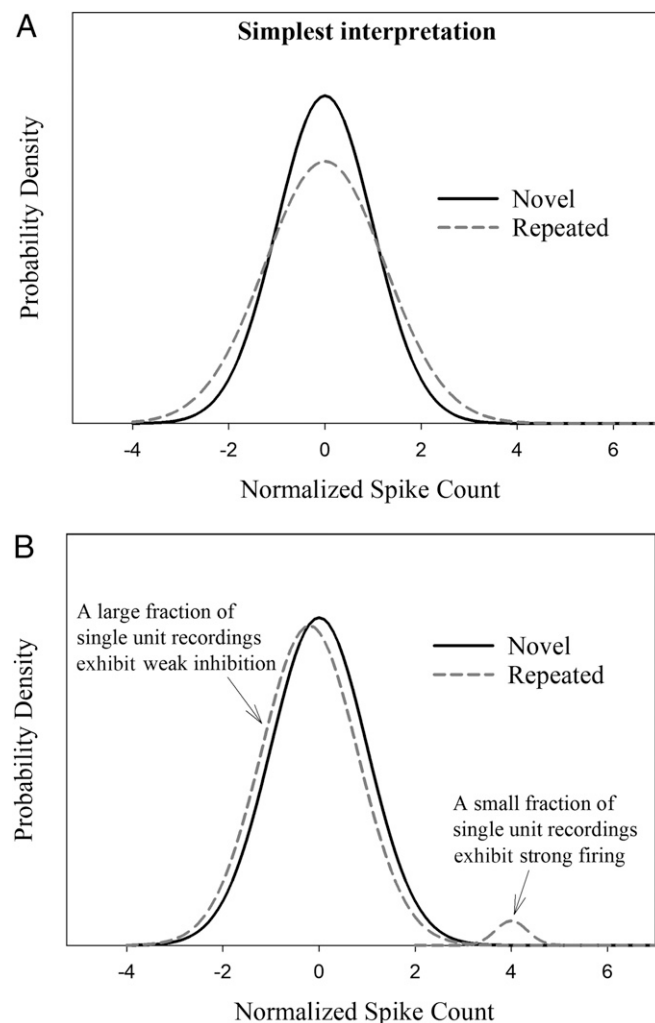 A
Simplest interpretation
Probability Density
Novel
Repeated
-4
-2
0
2
4
6
Normalized Spike Count
B
A large fraction of
single unit recordings
exhibit weak inhibition
Probability Density
Novel
Repeated
A small fraction of
single unit recordings
exhibit strong firing
-4
-2
0
2
4
6
Normalized Spike Count